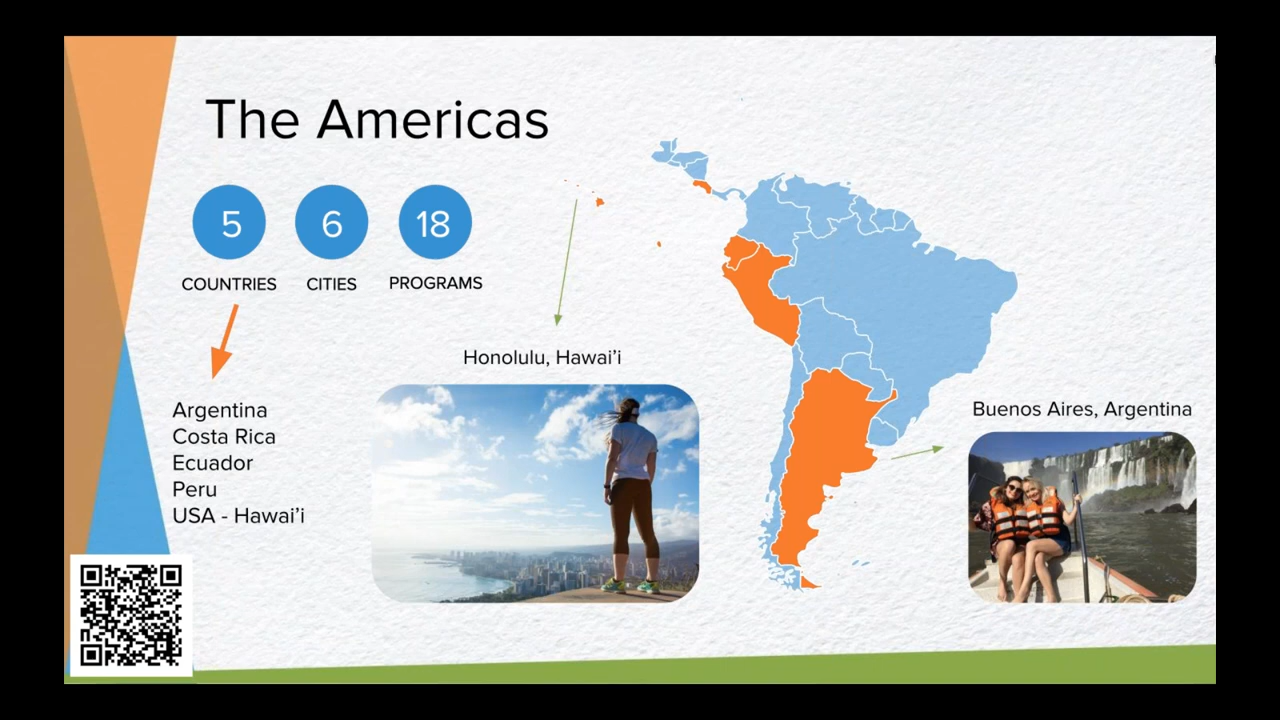 The Americas
5
6
18
COUNTRIES
CITIES
PROGRAMS
Honolulu, Hawai’i
Argentina
Costa Rica
Ecuador
Peru
USA - Hawai’i
Buenos Aires, Argentina